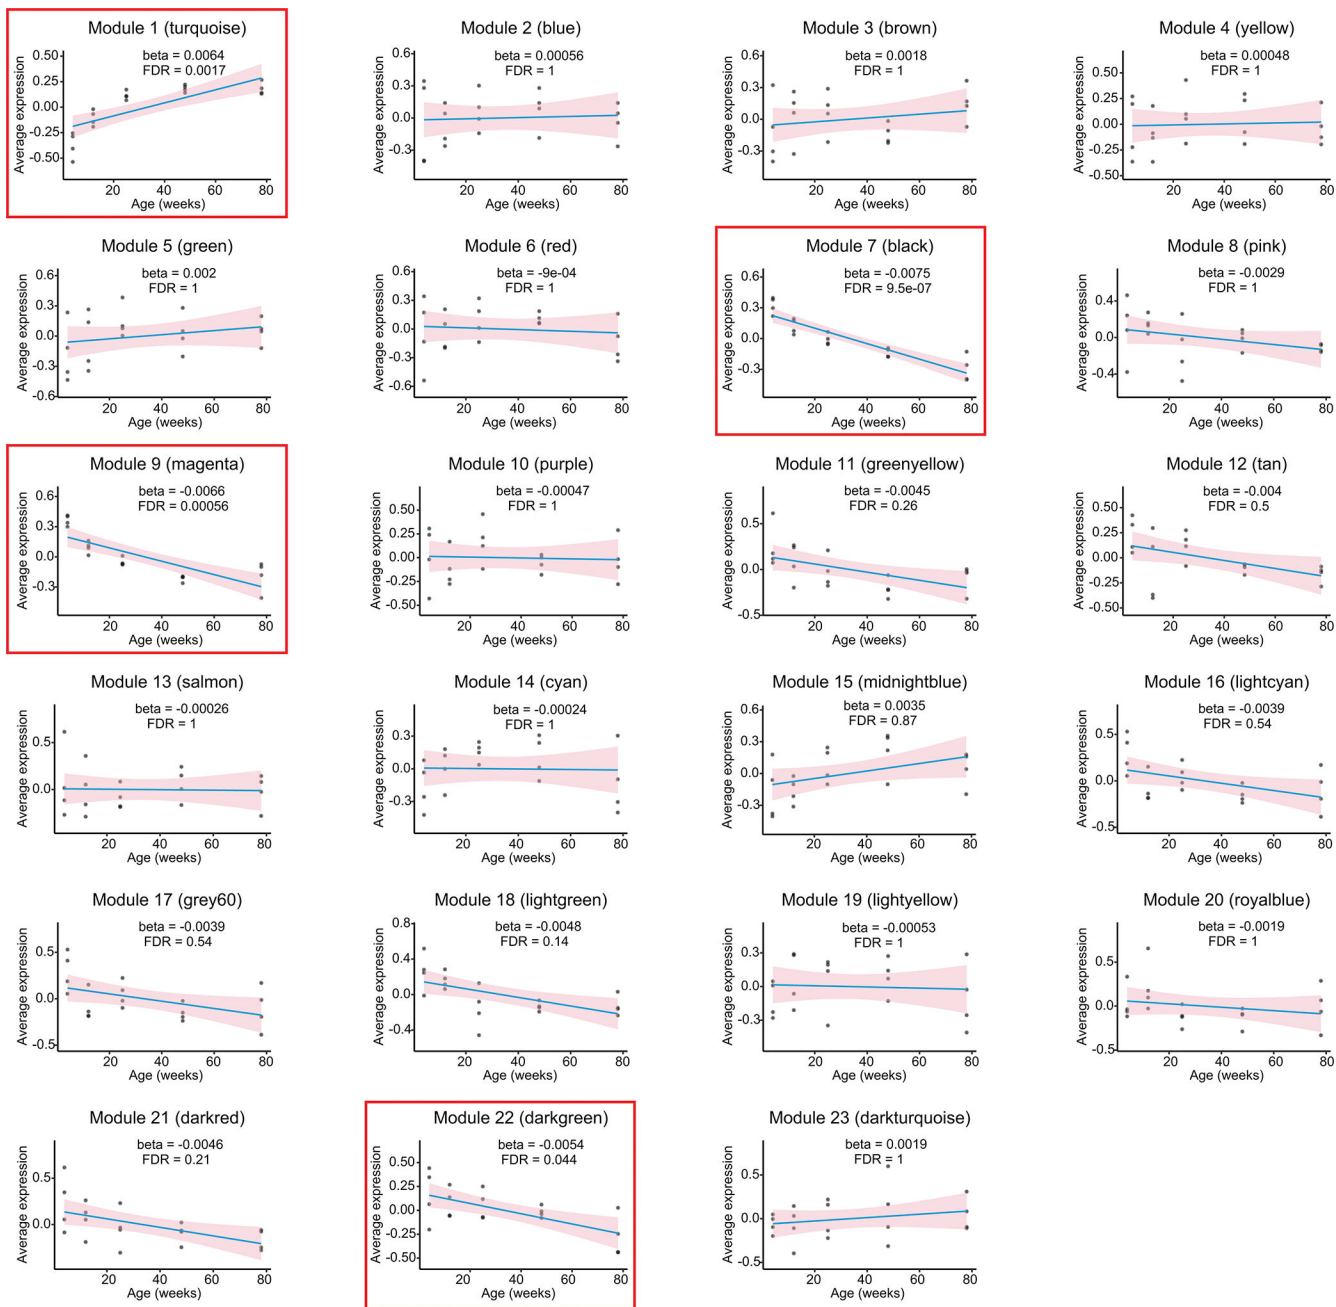 Module 1 (turquoise)
beta = 0.0064
FDR = 0.0017
Average expression
0.50
0.25
0.00
-0.25
-0.50
20 40 60 80
Age (weeks)
Module 2 (blue)
beta = 0.00056
FDR = 1
Average expression
0.6
0.3
0.0
-0.3
20 40 60 80
Age (weeks)
Module 3 (brown)
beta = 0.0018
FDR = 1
Average expression
0.6
0.3
0.0
-0.3
20 40 60 80
Age (weeks)
Module 4 (yellow)
beta = 0.00048
FDR = 1
Average expression
0.50
0.25
0.00
-0.25
-0.50
20 40 60 80
Age (weeks)
Module 5 (green)
beta = 0.002
FDR = 1
Average expression
0.6
0.3
0.0
-0.3
-0.6
20 40 60 80
Age (weeks)
Module 6 (red)
beta = -9e-04
FDR = 1
Average expression
0.6
0.3
0.0
-0.3
-0.6
20 40 60 80
Age (weeks)
Module 7 (black)
beta = -0.0075
FDR = 9.5e-07
Average expression
0.6
0.3
0.0
-0.3
20 40 60 80
Age (weeks)
Module 8 (pink)
beta = -0.0029
FDR = 1
Average expression
0.4
0.0
-0.4
20 40 60 80
Age (weeks)
Module 9 (magenta)
beta = -0.0066
FDR = 0.00056
Average expression
0.6
0.3
0.0
-0.3
20 40 60 80
Age (weeks)
Module 10 (purple)
beta = -0.00047
FDR = 1
Average expression
0.50
0.25
0.00
-0.25
-0.50
20 40 60 80
Age (weeks)
Module 11 (greenyellow)
beta = -0.0045
FDR = 0.26
Average expression
0.5
0.0
-0.5
20 40 60 80
Age (weeks)
Module 12 (tan)
beta = -0.004
FDR = 0.5
Average expression
0.50
0.25
0.00
-0.25
-0.50
20 40 60 80
Age (weeks)
Module 13 (salmon)
beta = -0.00026
FDR = 1
Average expression
0.5
0.0
20 40 60 80
Age (weeks)
Module 14 (cyan)
beta = -0.00024
FDR = 1
Average expression
0.3
0.0
-0.3
20 40 60 80
Age (weeks)
Module 15 (midnightblue)
beta = 0.0035
FDR = 0.87
Average expression
0.6
0.3
0.0
-0.3
20 40 60 80
Age (weeks)
Module 16 (lightcyan)
beta = -0.0039
FDR = 0.54
Average expression
0.5
0.0
-0.5
20 40 60 80
Age (weeks)
Module 17 (grey60)
beta = -0.0039
FDR = 0.54
Average expression
0.5
0.0
-0.5
20 40 60 80
Age (weeks)
Module 18 (lightgreen)
beta = -0.0048
FDR = 0.14
Average expression
0.8
0.4
0.0
-0.4
20 40 60 80
Age (weeks)
Module 19 (lightyellow)
beta = -0.00053
FDR = 1
Average expression
0.3
0.0
-0.3
20 40 60 80
Age (weeks)
Module 20 (royalblue)
beta = -0.0019
FDR = 1
Average expression
0.5
0.0
-0.5
20 40 60 80
Age (weeks)
Module 21 (darkred)
beta = -0.0046
FDR = 0.21
Average expression
0.5
0.0
20 40 60 80
Age (weeks)
Module 22 (darkgreen)
beta = -0.0054
FDR = 0.044
Average expression
0.50
0.25
0.00
-0.25
-0.50
20 40 60 80
Age (weeks)
Module 23 (darkturquoise)
beta = 0.0019
FDR = 1
Average expression
0.5
0.0
-0.5
20 40 60 80
Age (weeks)